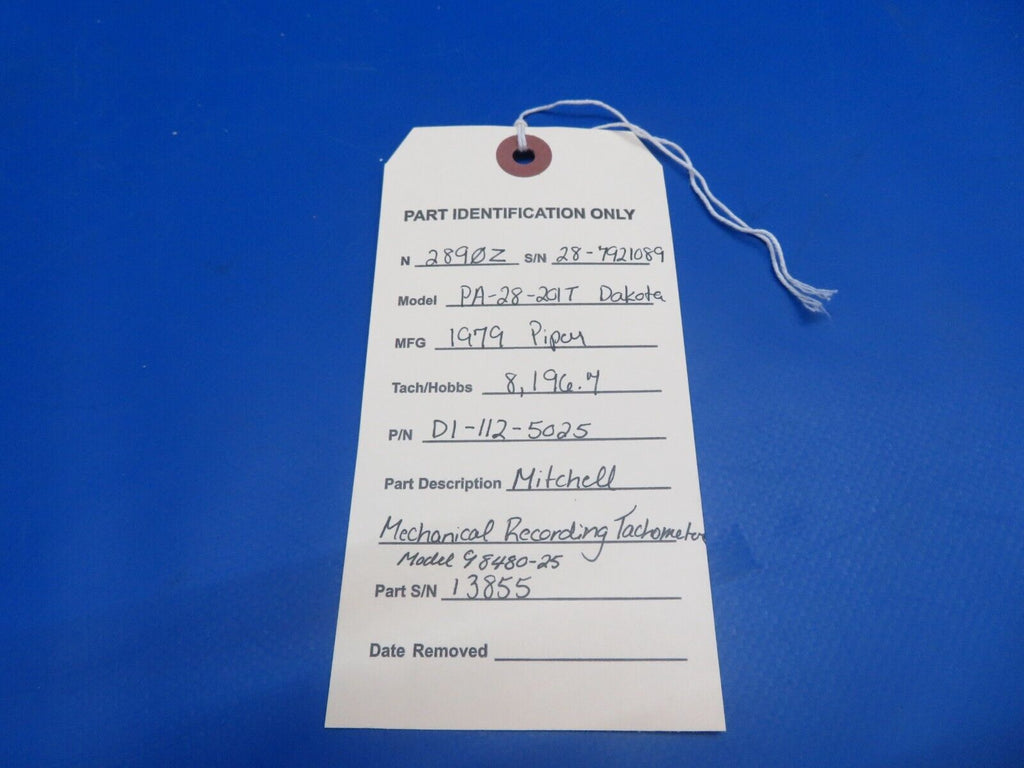 PART IDENTIFICATION ONLY
N 2890Z S/N 28-7921089
Model PA-28-201T Dakota
MFG 1979 Piper
Tach/Hobbs 8,196.7
P/N D1-112-5025
Part Description Mitchell
Mechanical Recording Tachometer
Model 98480-25
Part S/N 13855
Date Removed